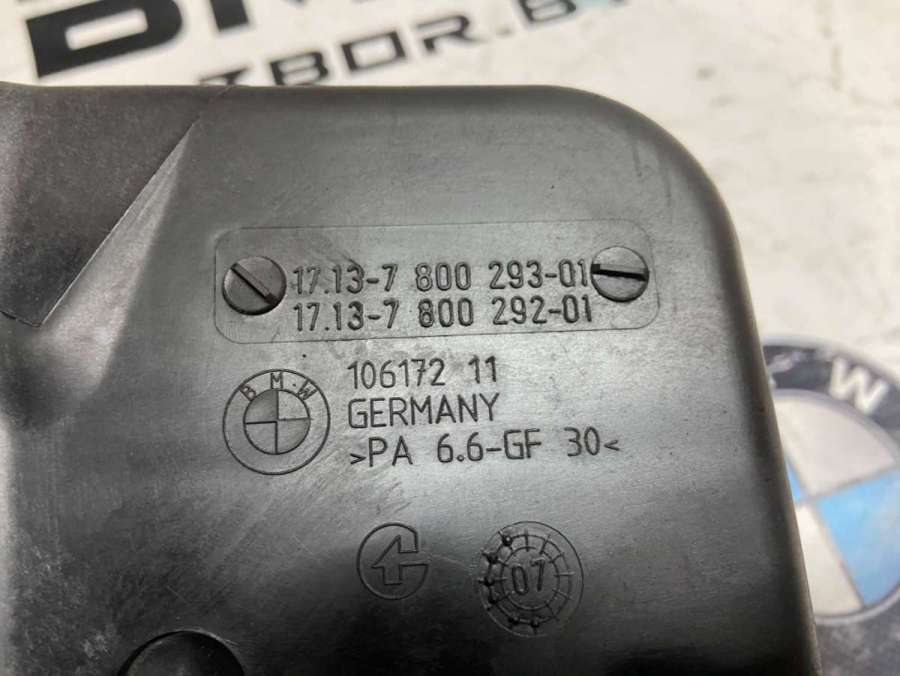 17.13-7 800 293-01
17.13-7 800 292-01
BMW
106172 11
GERMANY
>PA 6.6-GF 30<
07
W